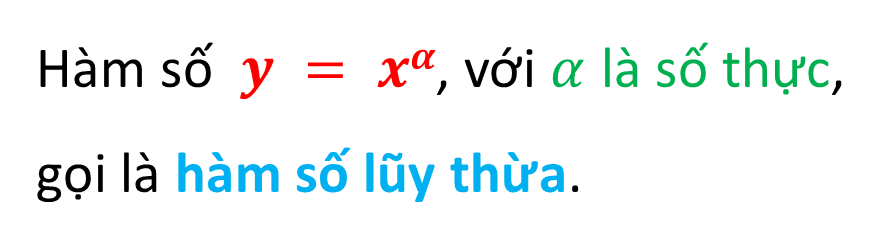 Hàm số y = x^α, với α là số thực,
gọi là hàm số lũy thừa.